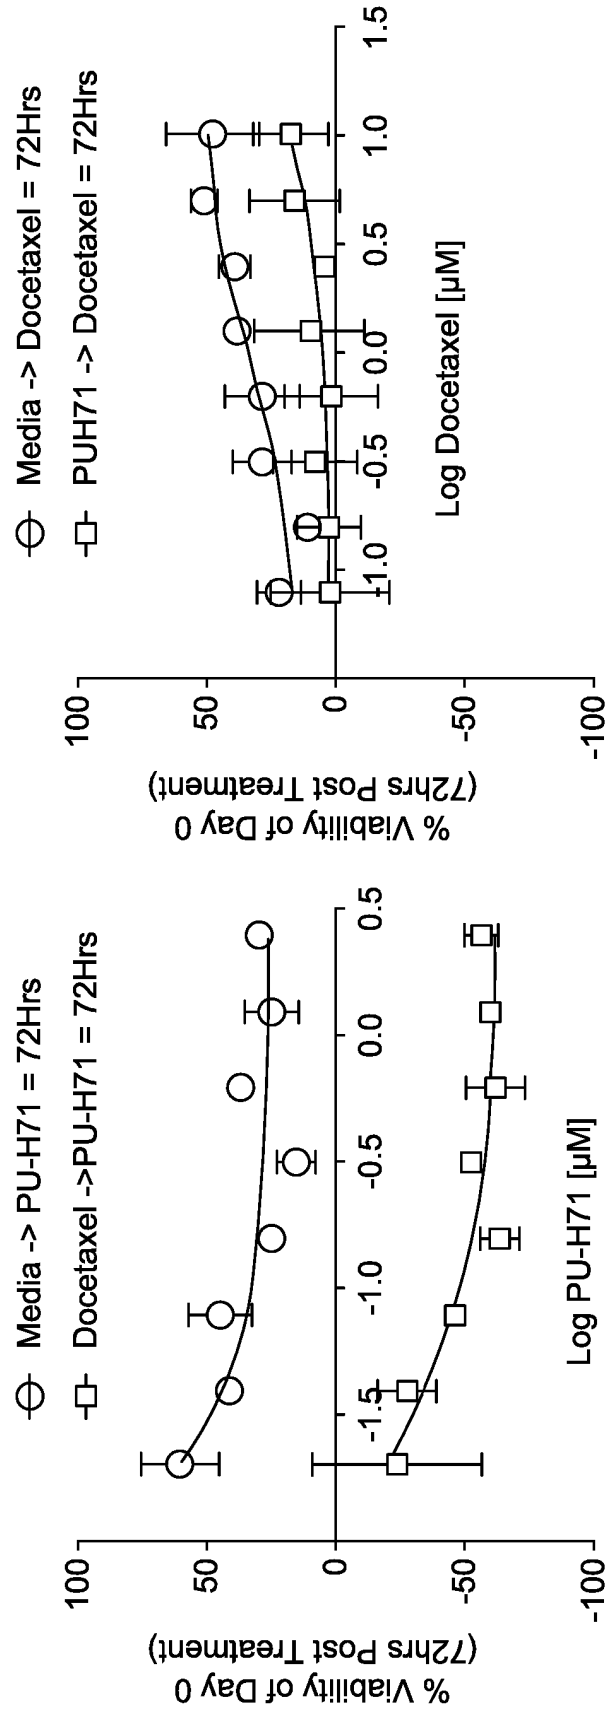 Media -> PU-H71 = 72Hrs
Docetaxel ->PU-H71 = 72Hrs
% Viability of Day 0
(72hrs Post Treatment)
100
50
0
-50
-100
-1.5
-1.0
-0.5
0.0
0.5
Log PU-H71 [µM]
Media -> Docetaxel = 72Hrs
PUH71 -> Docetaxel = 72Hrs
% Viability of Day 0
(72hrs Post Treatment)
100
50
0
-50
-100
-1.0
-0.5
0.0
0.5
1.0
1.5
Log Docetaxel [µM]